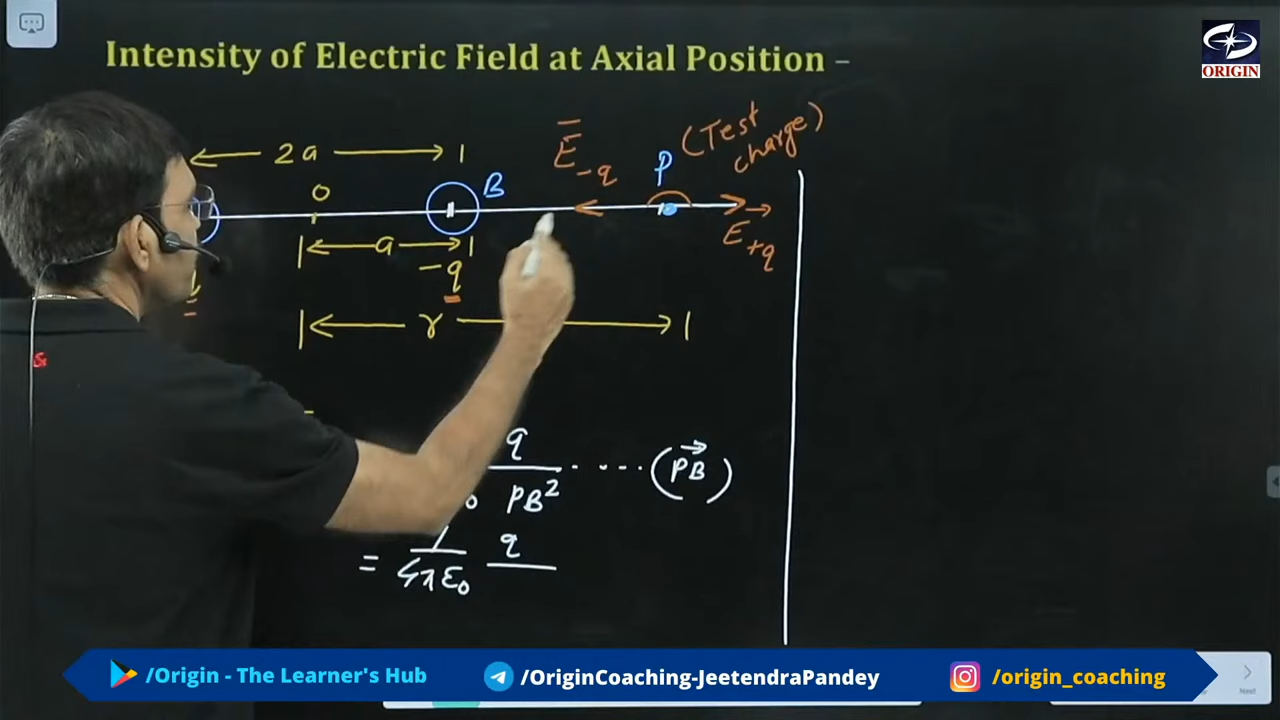 Intensity of Electric Field at Axial Position –
ORIGIN
2a
O
B
E̅₋q
P
(Test charge)
E⃗₊q
a
–q
r
q
PB² ....(P⃗B)
0
= 1/4πε₀ q
/Origin - The Learner's Hub
/OriginCoaching-JeetendraPandey
/origin_coaching
Next